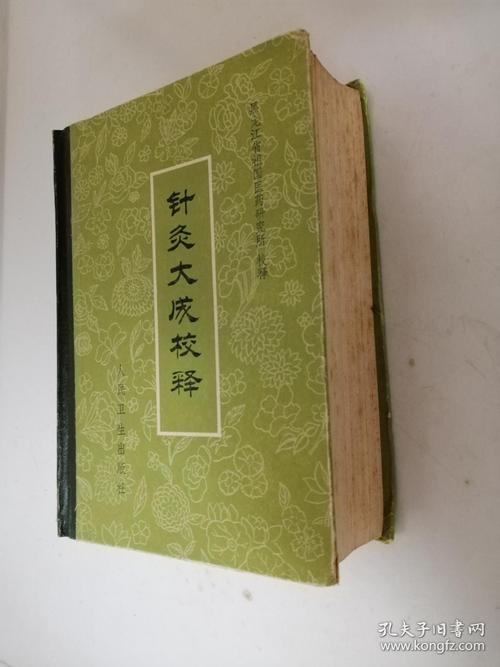 黑龙江省祖国医药研究所 校释
针灸大成校释
人民卫生出版社
孔夫子旧书网
www.kongfz.com